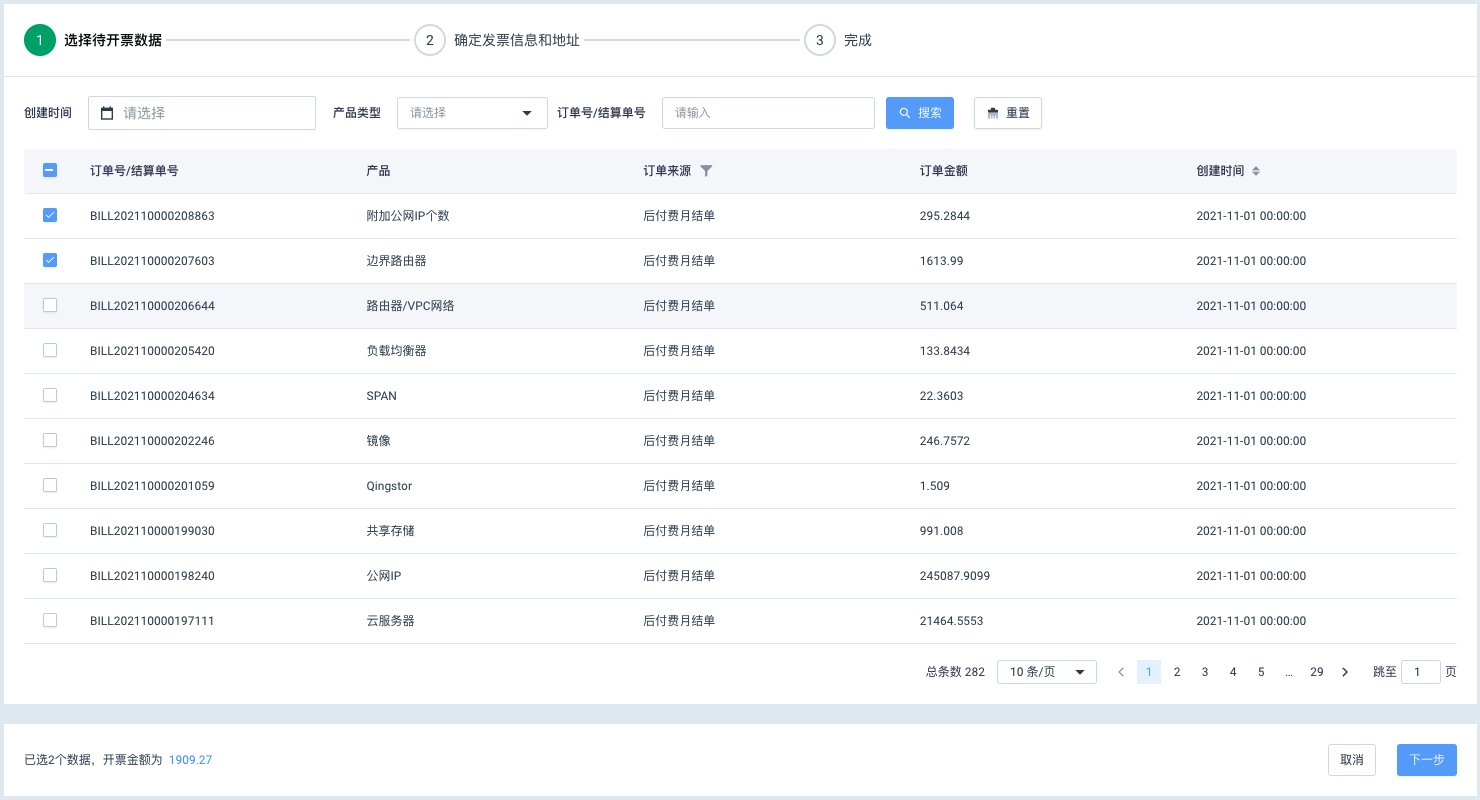 1 选择待开票数据 2 确定发票信息和地址 3 完成
创建时间 请选择 产品类型 请选择 订单号/结算单号 请输入 搜索 重置
订单号/结算单号 产品 订单来源 订单金额 创建时间
BILL202110000208863 附加公网IP个数 后付费月结单 295.2844 2021-11-01 00:00:00
BILL202110000207603 边界路由器 后付费月结单 1613.99 2021-11-01 00:00:00
BILL202110000206644 路由器/VPC网络 后付费月结单 511.064 2021-11-01 00:00:00
BILL202110000205420 负载均衡器 后付费月结单 133.8434 2021-11-01 00:00:00
BILL202110000204634 SPAN 后付费月结单 22.3603 2021-11-01 00:00:00
BILL202110000202246 镜像 后付费月结单 246.7572 2021-11-01 00:00:00
BILL202110000201059 Qingstor 后付费月结单 1.509 2021-11-01 00:00:00
BILL202110000199030 共享存储 后付费月结单 991.008 2021-11-01 00:00:00
BILL202110000198240 公网IP 后付费月结单 245087.9099 2021-11-01 00:00:00
BILL202110000197111 云服务器 后付费月结单 21464.5553 2021-11-01 00:00:00
总条数 282 10 条/页 1 2 3 4 5 ... 29 跳至 1 页
已选2个数据，开票金额为 1909.27 取消 下一步